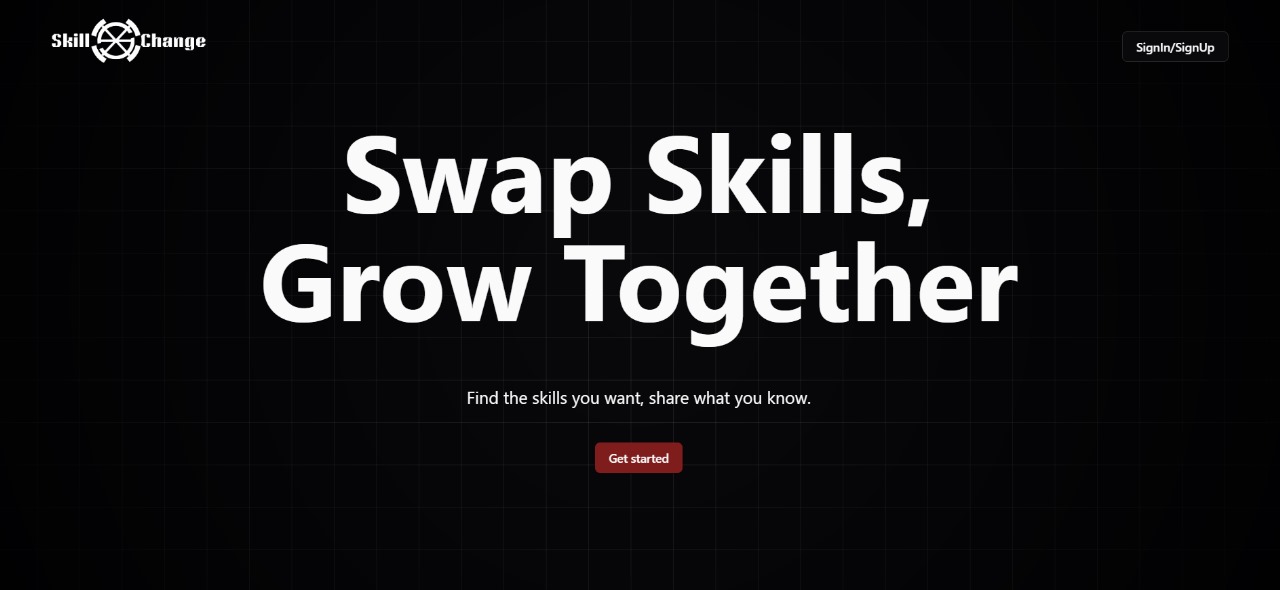 Skill Change
SignIn/SignUp
Swap Skills,
Grow Together
Find the skills you want, share what you know.
Get started